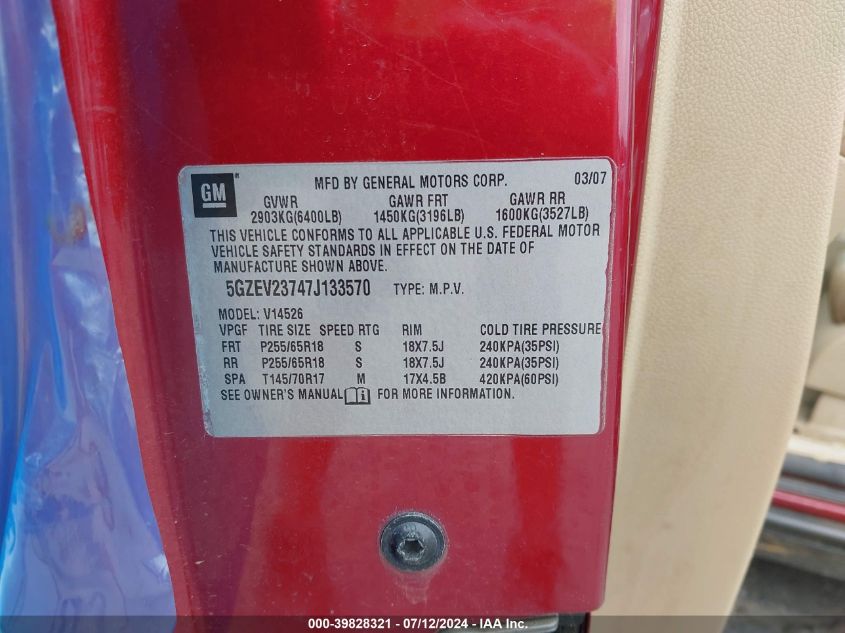 GM
MFD BY GENERAL MOTORS CORP. 03/07
GVWR GAWR FRT GAWR RR
2903KG(6400LB) 1450KG(3196LB) 1600KG(3527LB)
THIS VEHICLE CONFORMS TO ALL APPLICABLE U.S. FEDERAL MOTOR
VEHICLE SAFETY STANDARDS IN EFFECT ON THE DATE OF
MANUFACTURE SHOWN ABOVE.
5GZEV23747J133570 TYPE: M.P.V.
MODEL: V14526
VPGF TIRE SIZE SPEED RTG RIM COLD TIRE PRESSURE
FRT P255/65R18 S 18X7.5J 240KPA(35PSI)
RR P255/65R18 S 18X7.5J 240KPA(35PSI)
SPA T145/70R17 M 17X4.5B 420KPA(60PSI)
SEE OWNER'S MANUAL FOR MORE INFORMATION.
000-39828321 / 07/12/2024 - IAA Inc.